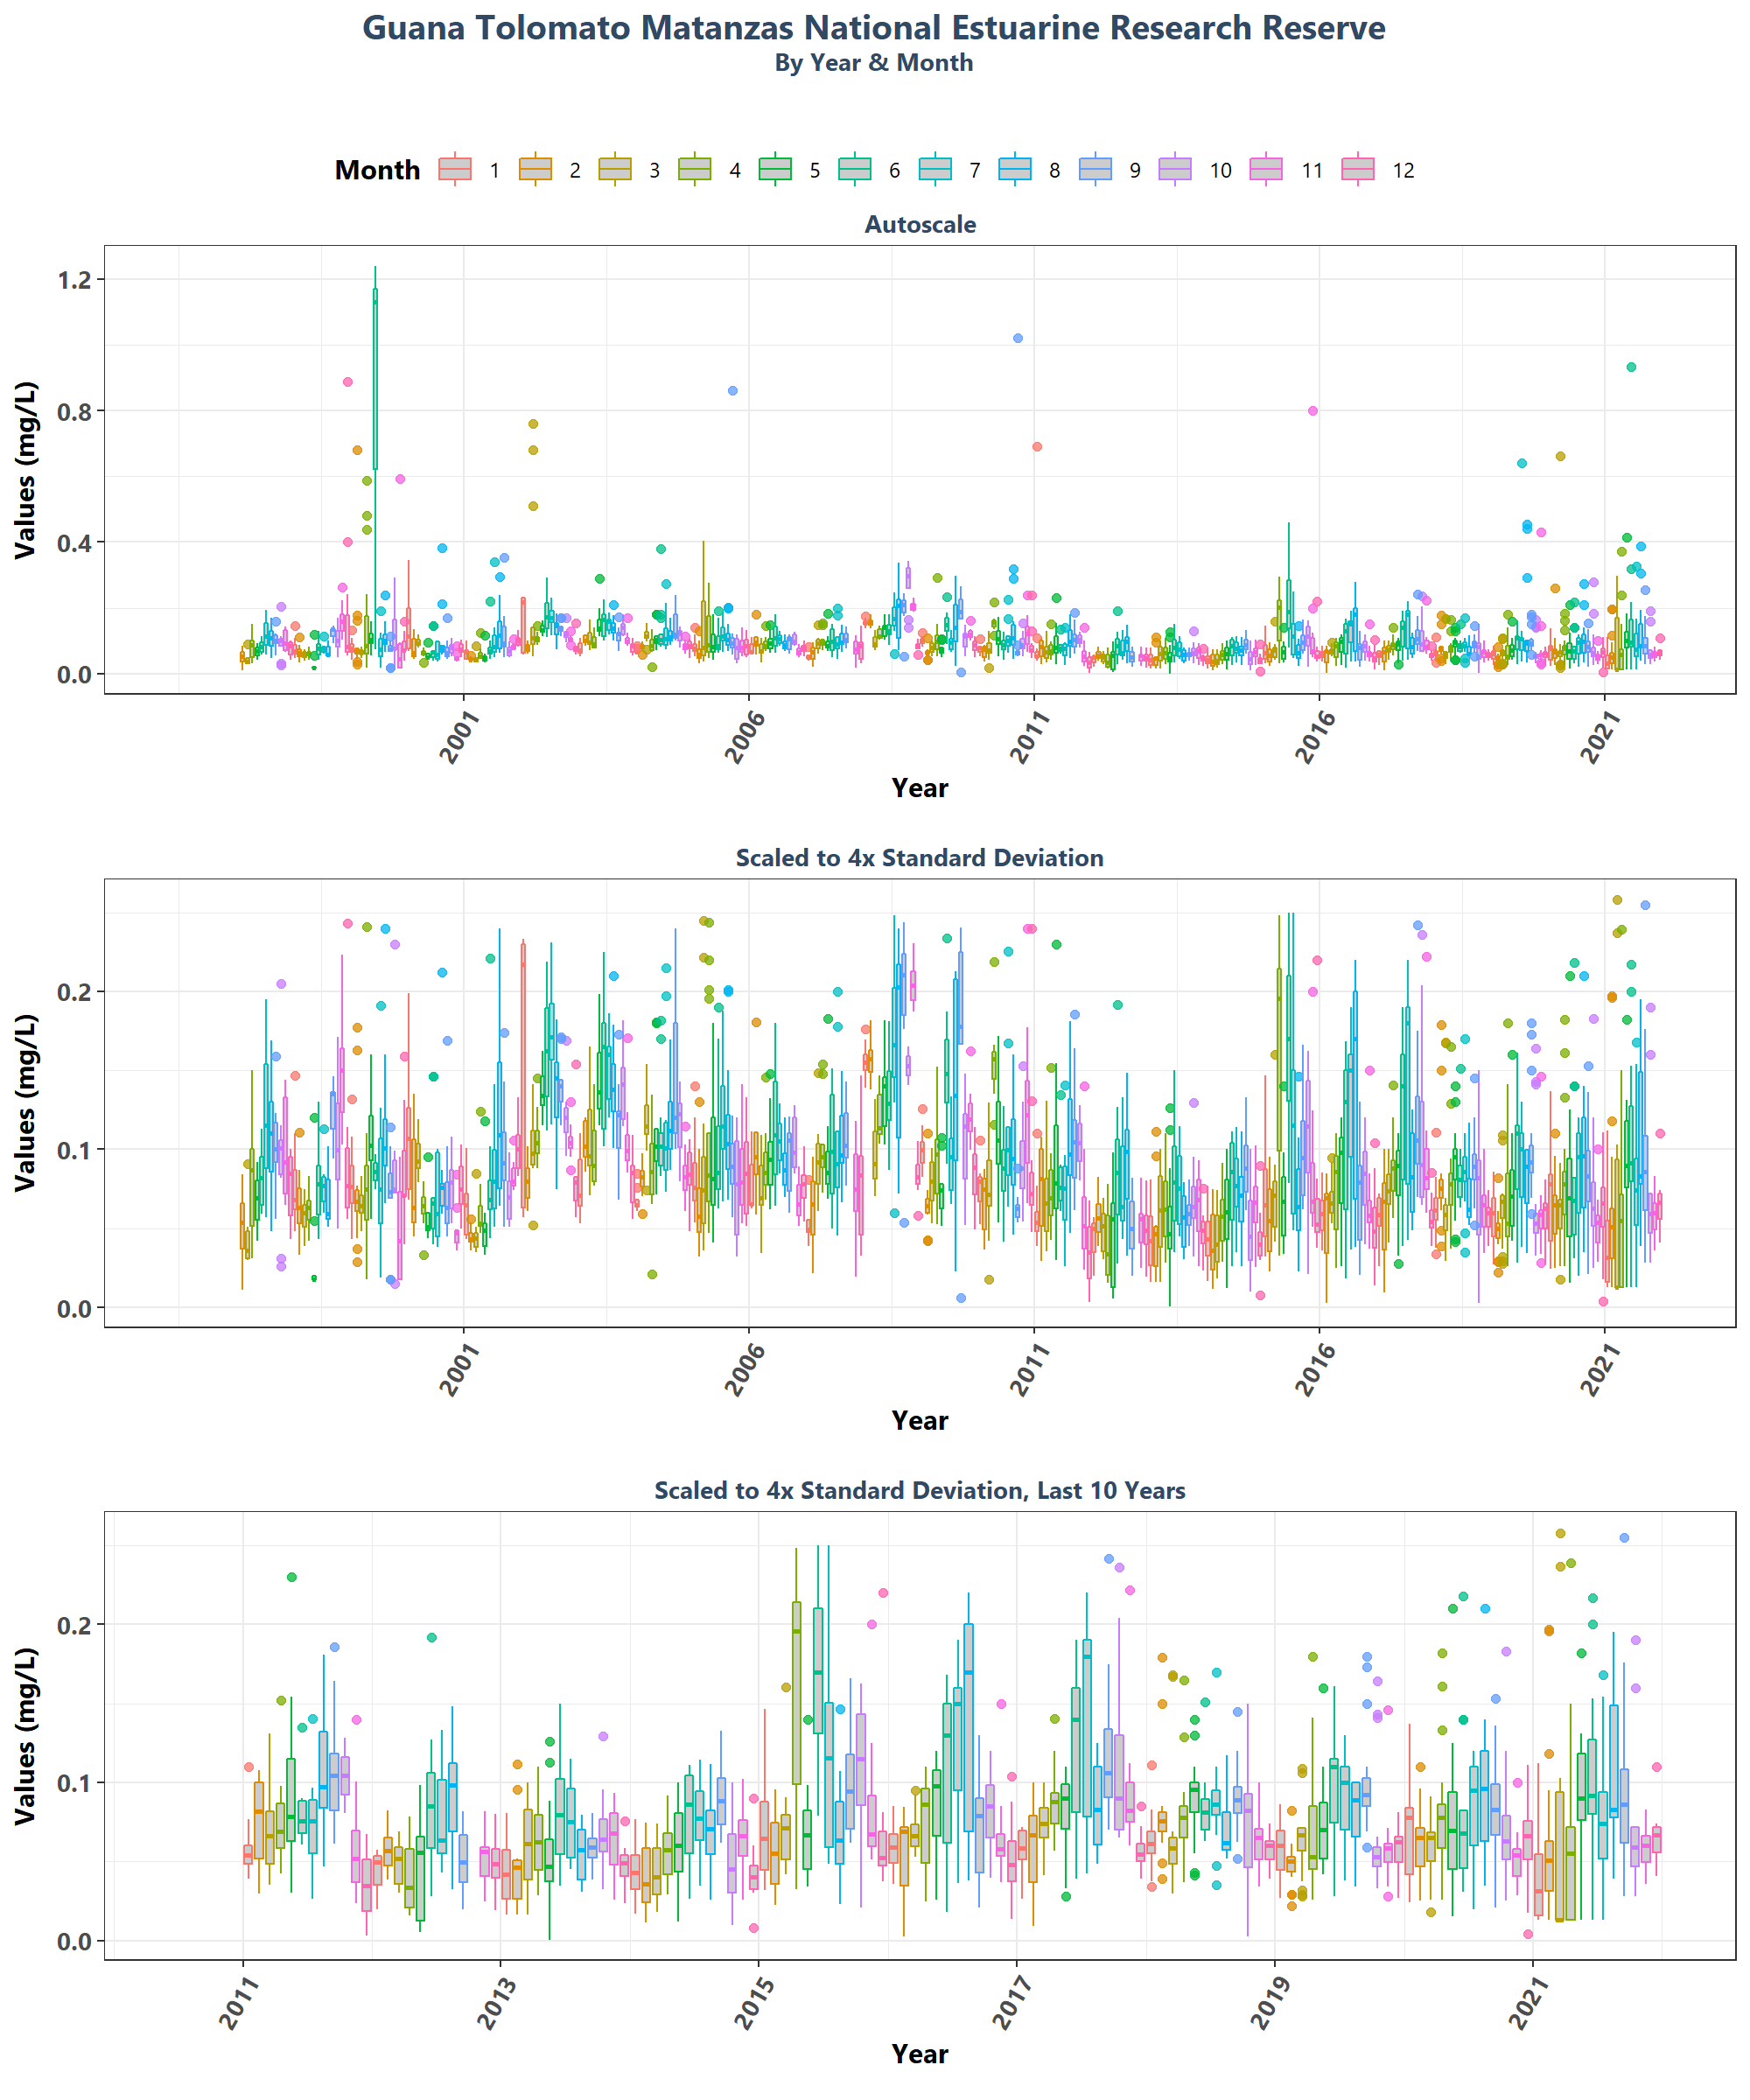 Guana Tolomato Matanzas National Estuarine Research Reserve
By Year & Month
Month 1 2 3 4 5 6 7 8 9 10 11 12
Autoscale
Values (mg/L)
1.2
0.8
0.4
0.0
2001 2006 2011 2016 2021
Year
Scaled to 4x Standard Deviation
Values (mg/L)
0.2
0.1
0.0
2001 2006 2011 2016 2021
Year
Scaled to 4x Standard Deviation, Last 10 Years
Values (mg/L)
0.2
0.1
0.0
2011 2013 2015 2017 2019 2021
Year